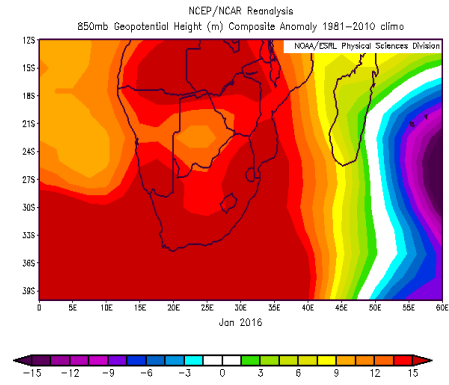 NCEP/NCAR Reanalysis
850mb Geopotential Height (m) Composite Anomaly 1981-2010 climo
NOAA/ESRL Physical Sciences Division
12S
15S
18S
21S
24S
27S
30S
33S
36S
39S
0 5E 10E 15E 20E 25E 30E 35E 40E 45E 50E 55E 60E
Jan 2016
-15 -12 -9 -6 -3 0 3 6 9 12 15